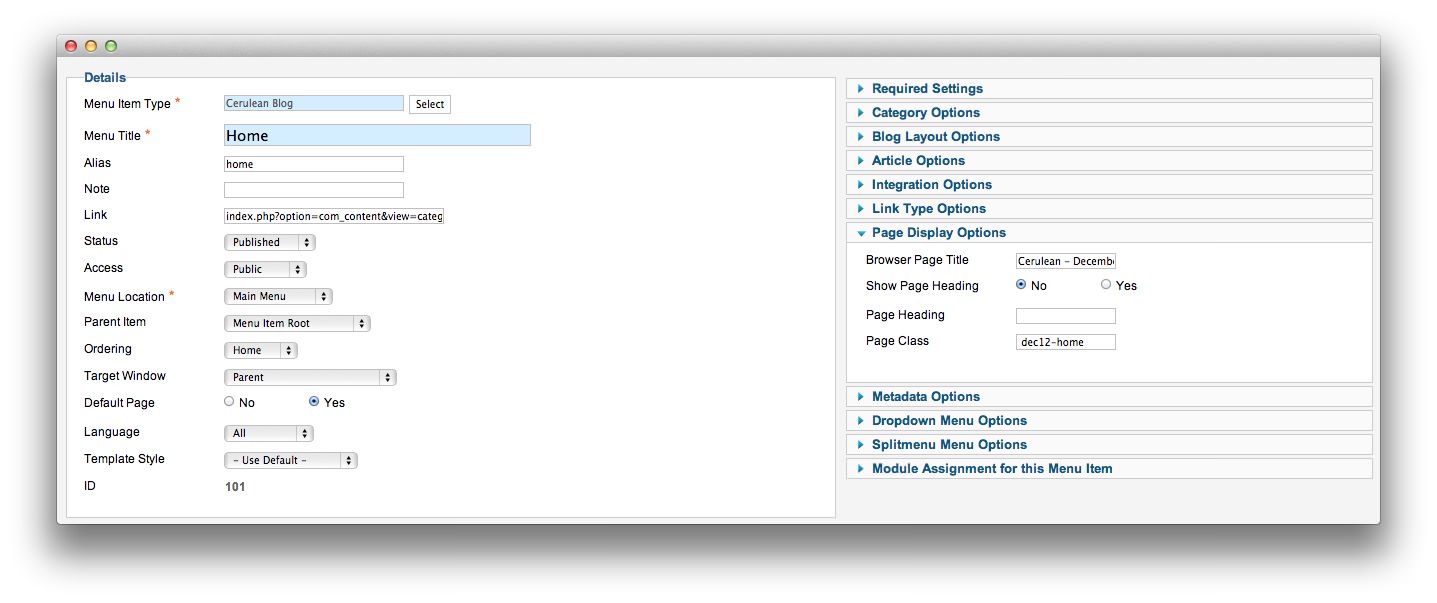 Details
Menu Item Type * Cerulean Blog Select
Menu Title * Home
Alias home
Note
Link index.php?option=com_content&view=categ
Status Published
Access Public
Menu Location * Main Menu
Parent Item Menu Item Root
Ordering Home
Target Window Parent
Default Page No Yes
Language All
Template Style - Use Default -
ID 101
Required Settings
Category Options
Blog Layout Options
Article Options
Integration Options
Link Type Options
Page Display Options
Browser Page Title Cerulean - Decembe
Show Page Heading No Yes
Page Heading
Page Class dec12-home
Metadata Options
Dropdown Menu Options
Splitmenu Menu Options
Module Assignment for this Menu Item